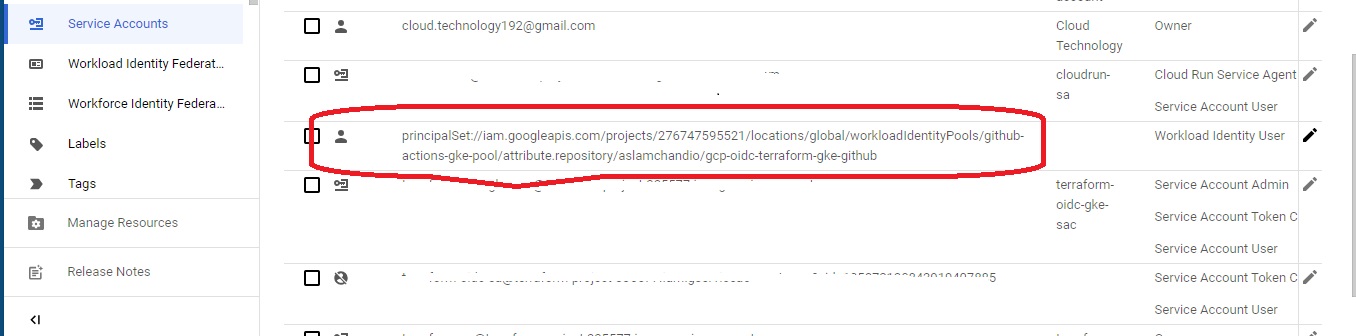 Service Accounts
Workload Identity Federat...
Workforce Identity Federa...
Labels
Tags
Manage Resources
Release Notes
account
cloud.technology192@gmail.com
Cloud
Technology
Owner
cloudrun-
sa
Cloud Run Service Agent
Service Account User
principalSet://iam.googleapis.com/projects/276747595521/locations/global/workloadIdentityPools/github-
actions-gke-pool/attribute.repository/aslamchandio/gcp-oidc-terraform-gke-github
Workload Identity User
terraform-
oidc-gke-
sac
Service Account Admin
Service Account Token C
Service Account User
Service Account Token C
Service Account User